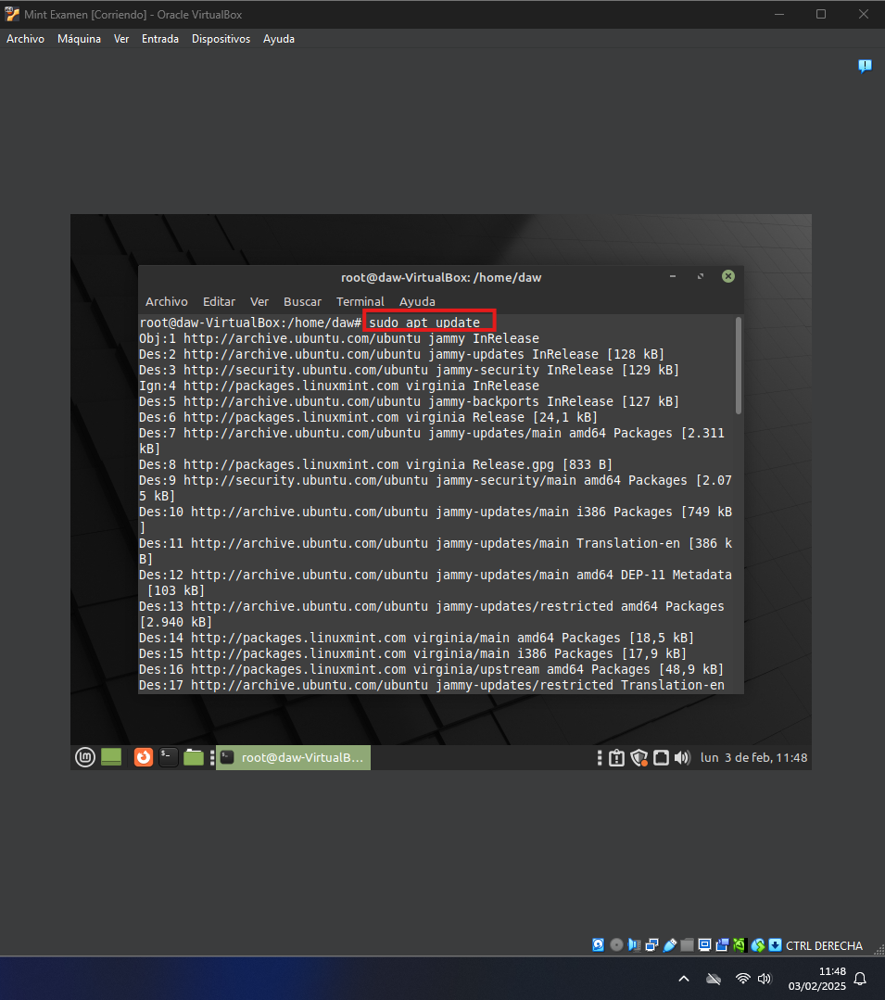 Mint Examen [Corriendo] - Oracle VirtualBox
Archivo Máquina Ver Entrada Dispositivos Ayuda
root@daw-VirtualBox: /home/daw
Archivo Editar Ver Buscar Terminal Ayuda
root@daw-VirtualBox:/home/daw# sudo apt update
Obj:1 http://archive.ubuntu.com/ubuntu jammy InRelease
Des:2 http://archive.ubuntu.com/ubuntu jammy-updates InRelease [128 kB]
Des:3 http://security.ubuntu.com/ubuntu jammy-security InRelease [129 kB]
Ign:4 http://packages.linuxmint.com virginia InRelease
Des:5 http://archive.ubuntu.com/ubuntu jammy-backports InRelease [127 kB]
Des:6 http://packages.linuxmint.com virginia Release [24,1 kB]
Des:7 http://archive.ubuntu.com/ubuntu jammy-updates/main amd64 Packages [2.311
kB]
Des:8 http://packages.linuxmint.com virginia Release.gpg [833 B]
Des:9 http://security.ubuntu.com/ubuntu jammy-security/main amd64 Packages [2.07
5 kB]
Des:10 http://archive.ubuntu.com/ubuntu jammy-updates/main i386 Packages [749 kB
]
Des:11 http://archive.ubuntu.com/ubuntu jammy-updates/main Translation-en [386 k
B]
Des:12 http://archive.ubuntu.com/ubuntu jammy-updates/main amd64 DEP-11 Metadata
[103 kB]
Des:13 http://archive.ubuntu.com/ubuntu jammy-updates/restricted amd64 Packages
[2.940 kB]
Des:14 http://packages.linuxmint.com virginia/main amd64 Packages [18,5 kB]
Des:15 http://packages.linuxmint.com virginia/main i386 Packages [17,9 kB]
Des:16 http://packages.linuxmint.com virginia/upstream amd64 Packages [48,9 kB]
Des:17 http://archive.ubuntu.com/ubuntu jammy-updates/restricted Translation-en
root@daw-VirtualB... lun 3 de feb, 11:48
CTRL DERECHA
11:48
03/02/2025